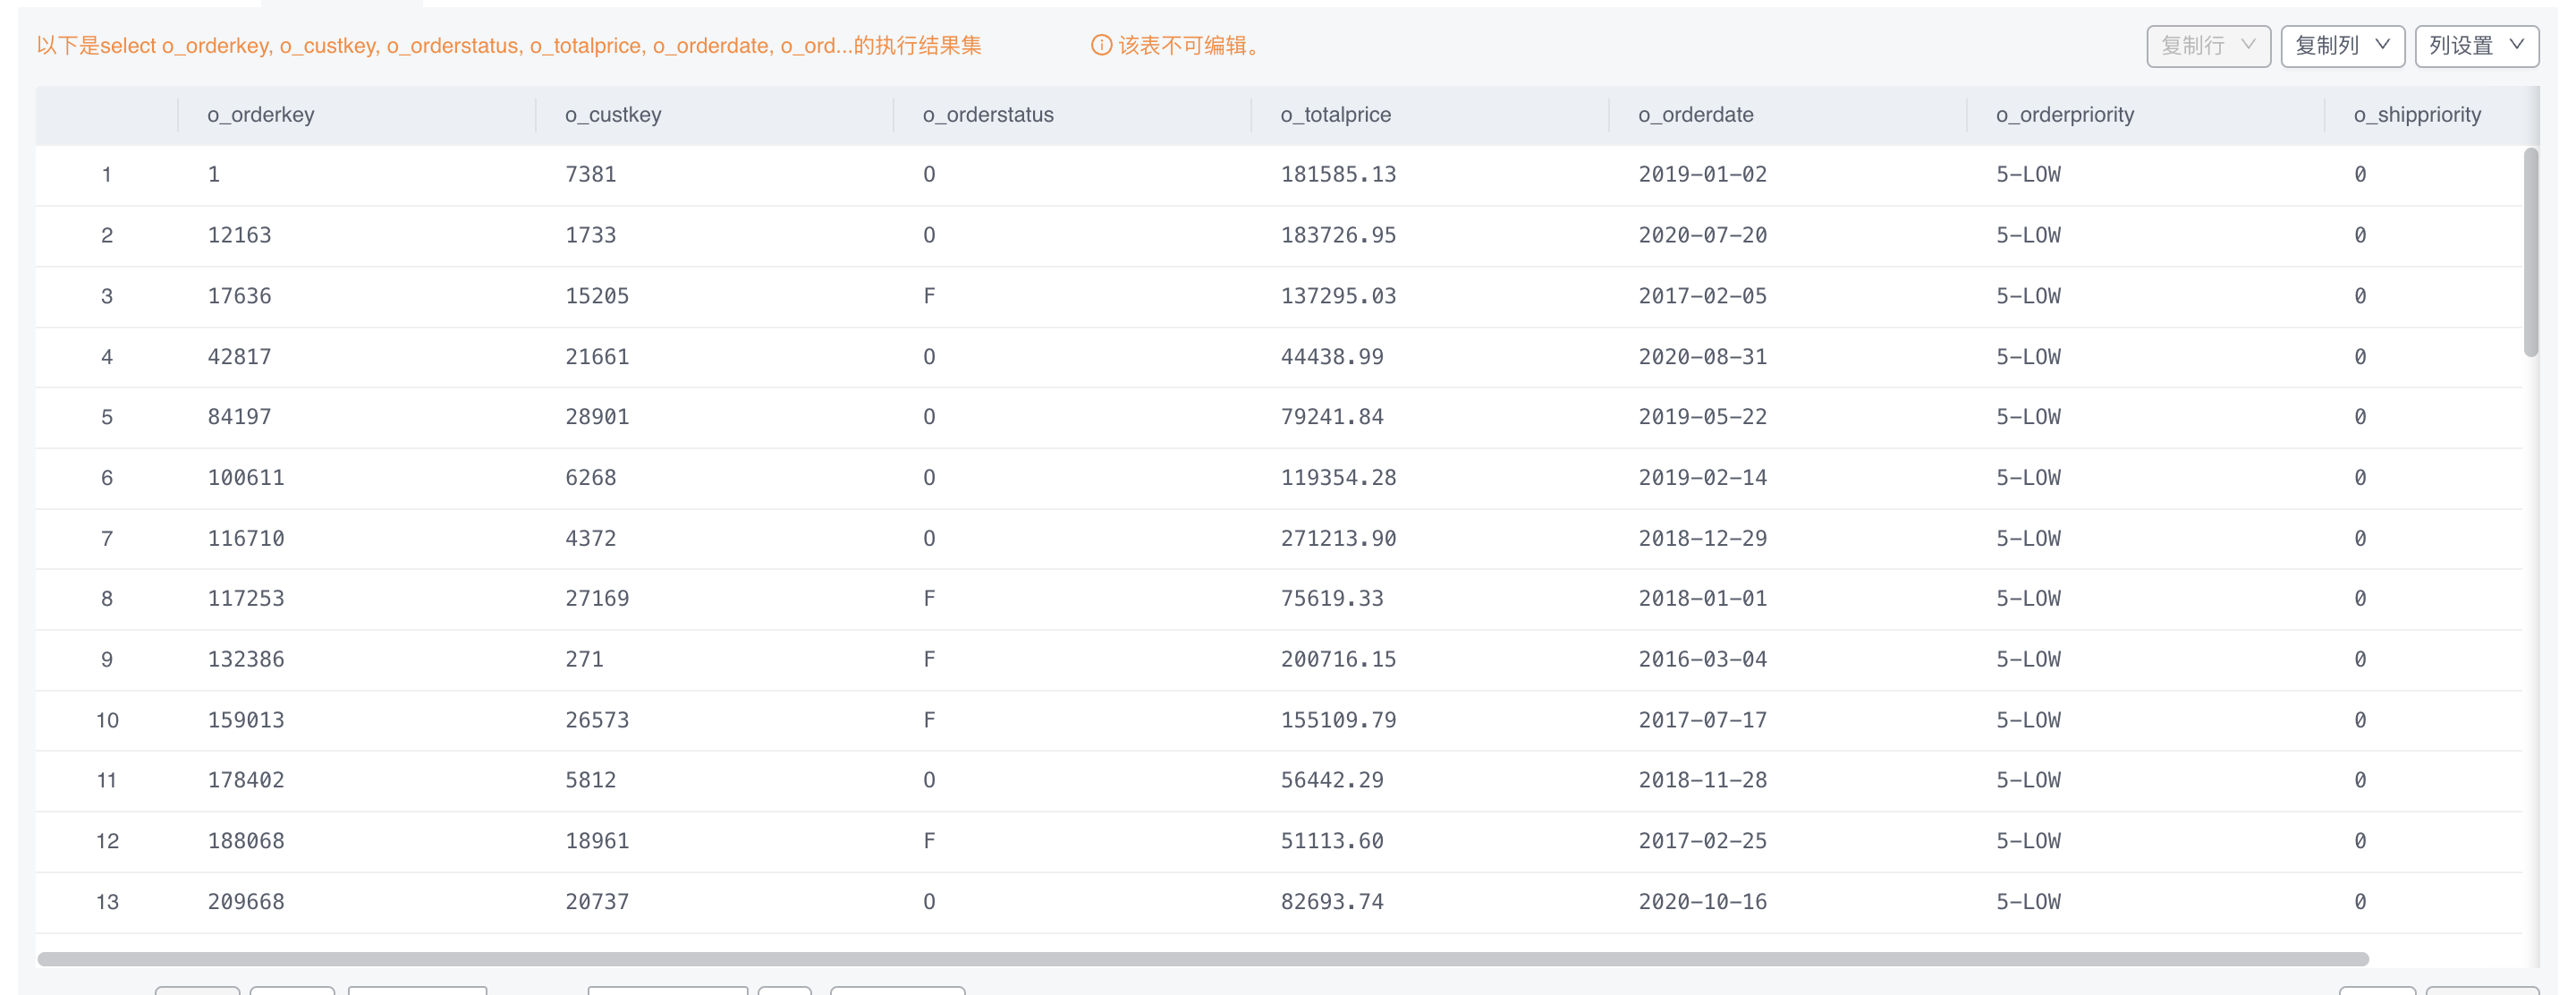 以下是select o_orderkey, o_custkey, o_orderstatus, o_totalprice, o_orderdate, o_ord...的执行结果集 该表不可编辑。 复制行 复制列 列设置
o_orderkey o_custkey o_orderstatus o_totalprice o_orderdate o_orderpriority o_shippriority
1 1 7381 O 181585.13 2019-01-02 5-LOW 0
2 12163 1733 O 183726.95 2020-07-20 5-LOW 0
3 17636 15205 F 137295.03 2017-02-05 5-LOW 0
4 42817 21661 O 44438.99 2020-08-31 5-LOW 0
5 84197 28901 O 79241.84 2019-05-22 5-LOW 0
6 100611 6268 O 119354.28 2019-02-14 5-LOW 0
7 116710 4372 O 271213.90 2018-12-29 5-LOW 0
8 117253 27169 F 75619.33 2018-01-01 5-LOW 0
9 132386 271 F 200716.15 2016-03-04 5-LOW 0
10 159013 26573 F 155109.79 2017-07-17 5-LOW 0
11 178402 5812 O 56442.29 2018-11-28 5-LOW 0
12 188068 18961 F 51113.60 2017-02-25 5-LOW 0
13 209668 20737 O 82693.74 2020-10-16 5-LOW 0